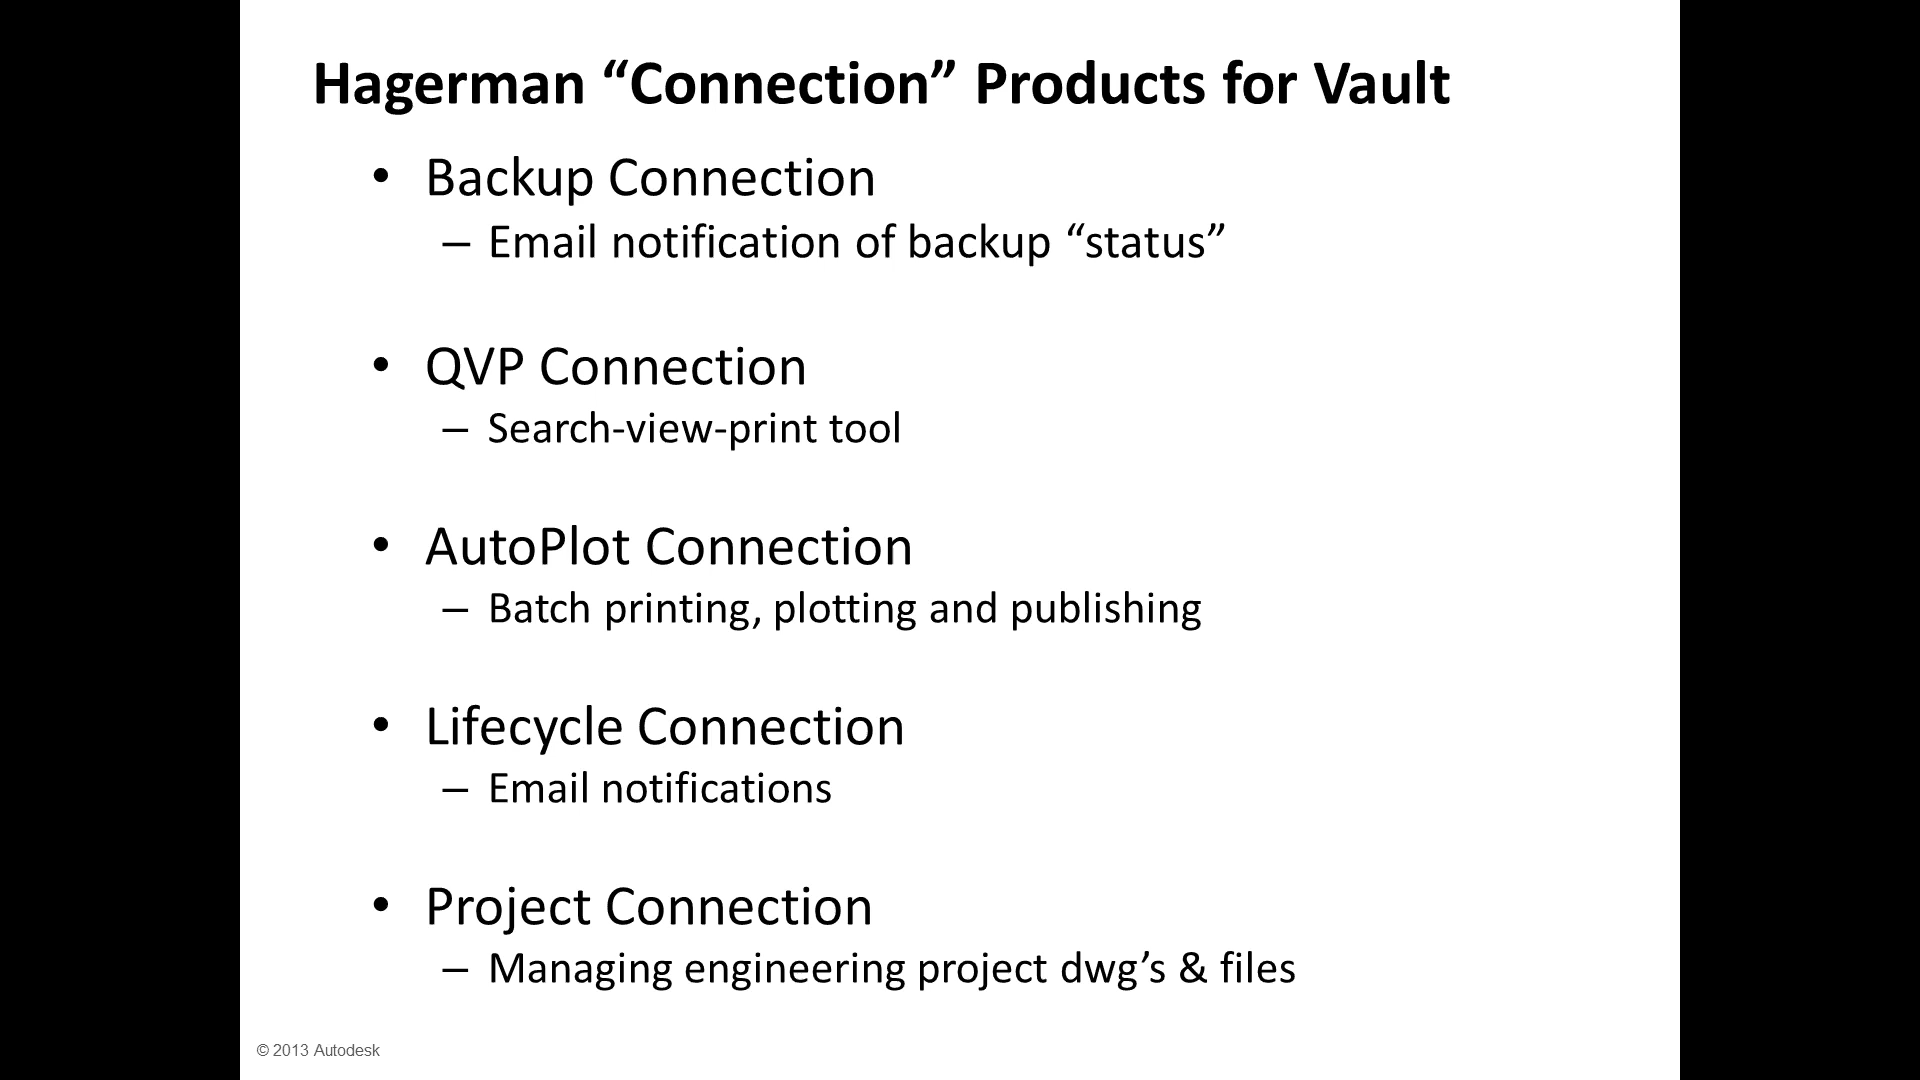 Hagerman “Connection” Products for Vault
• Backup Connection
– Email notification of backup “status”
• QVP Connection
– Search-view-print tool
• AutoPlot Connection
– Batch printing, plotting and publishing
• Lifecycle Connection
– Email notifications
• Project Connection
– Managing engineering project dwg’s & files
© 2013 Autodesk